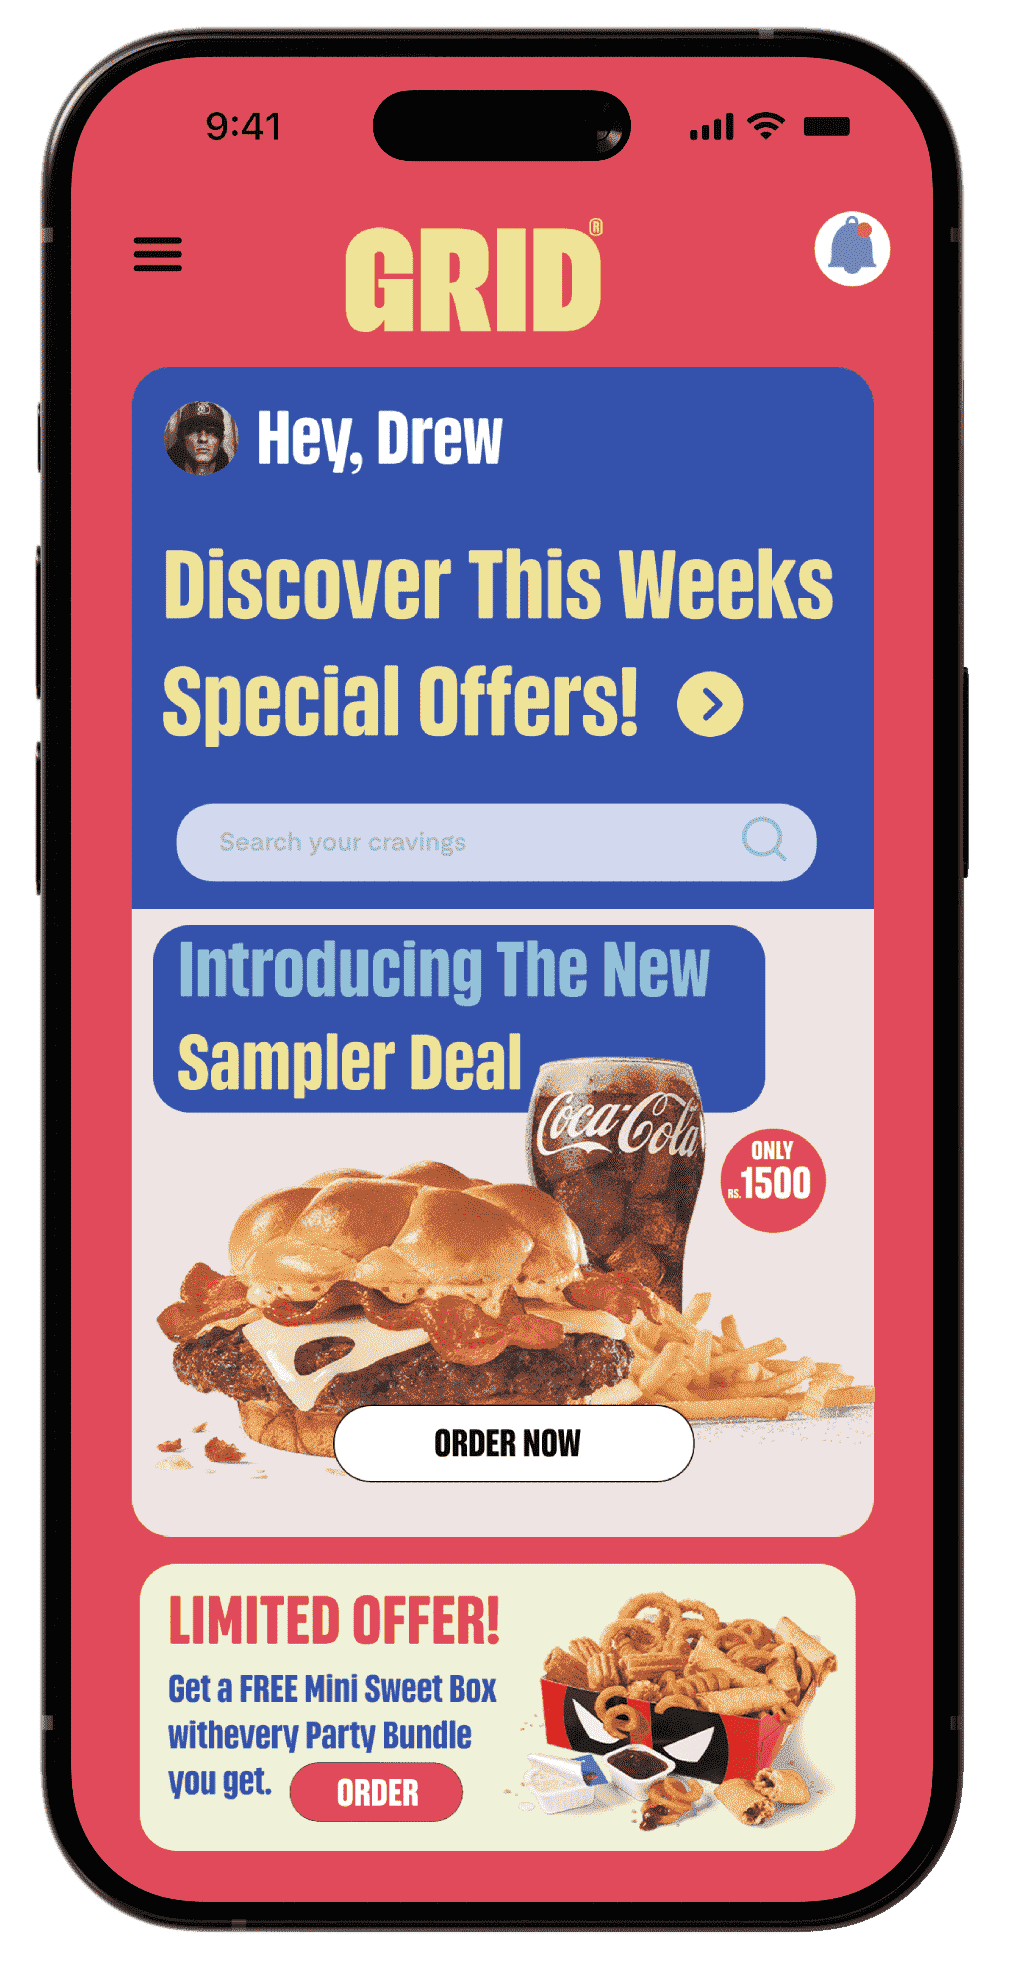 9:41
GRID®
Hey, Drew
Discover This Weeks
Special Offers!
Search your cravings
Introducing The New
Sampler Deal
Coca-Cola
ONLY
RS. 1500
ORDER NOW
LIMITED OFFER!
Get a FREE Mini Sweet Box
withevery Party Bundle
you get.
ORDER